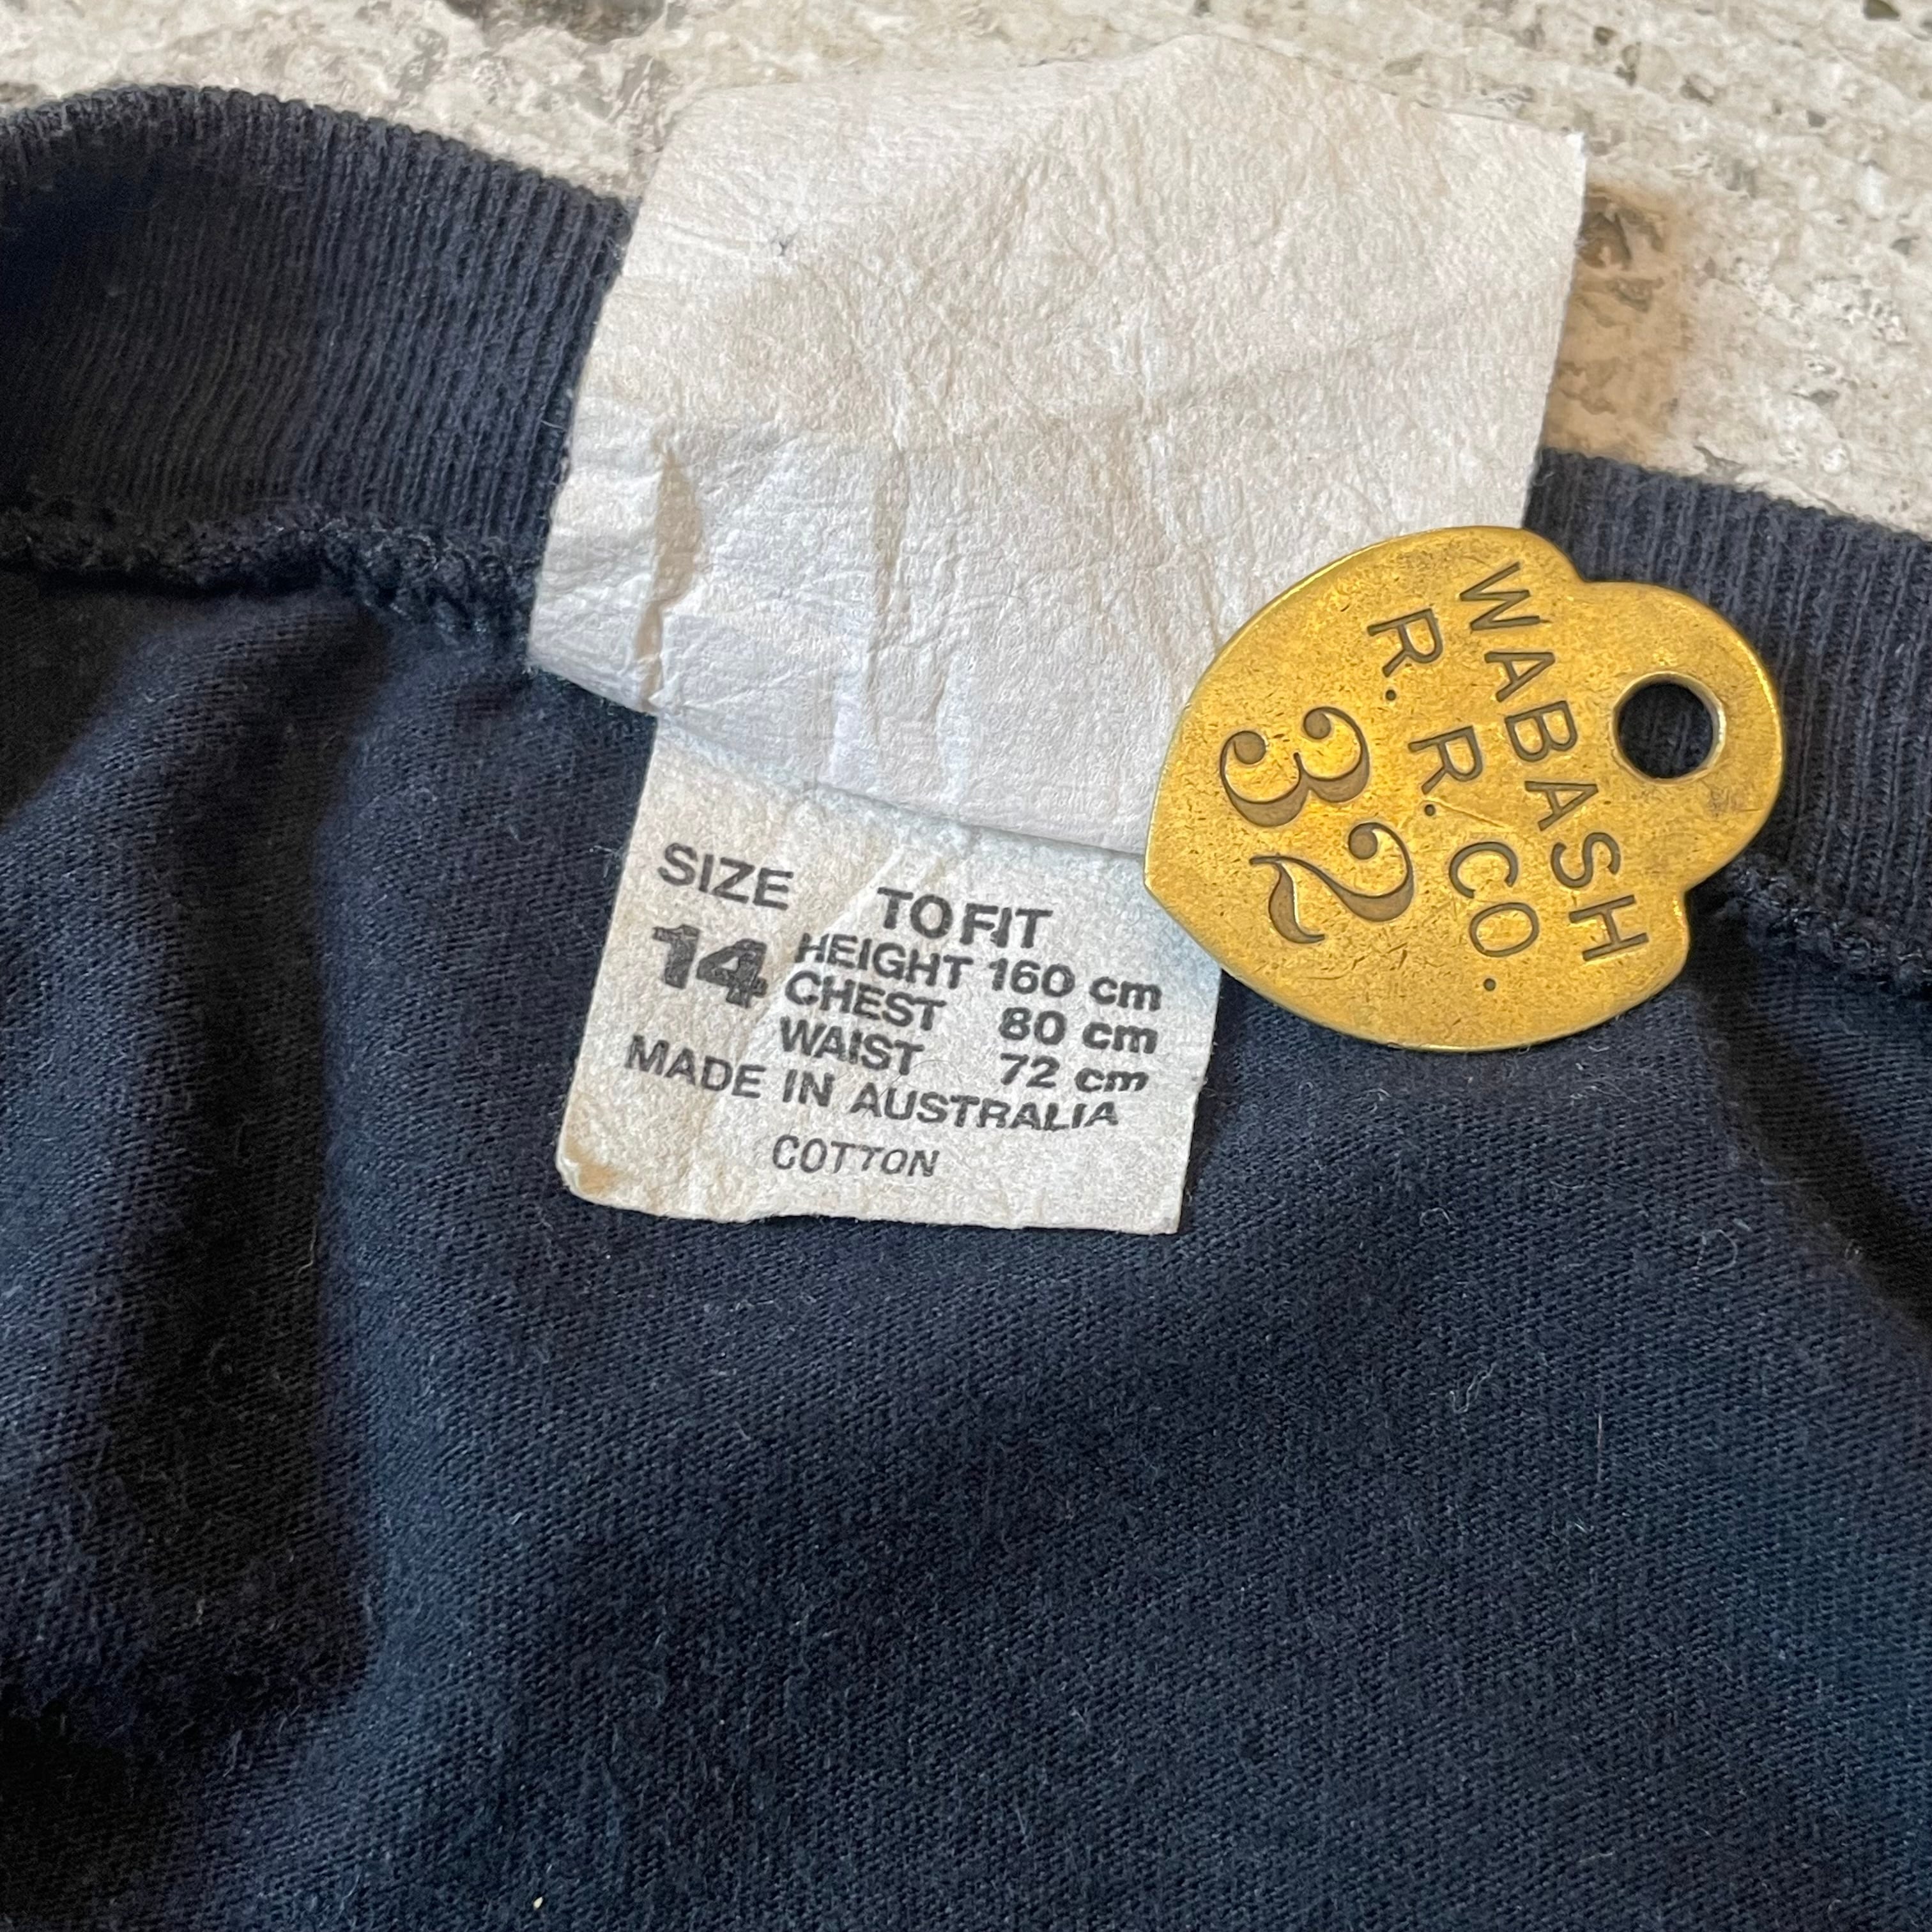 SIZE TO FIT
14 HEIGHT 160 cm
CHEST 80 cm
WAIST 72 cm
MADE IN AUSTRALIA
COTTON
WABASH
R. R. CO.
32